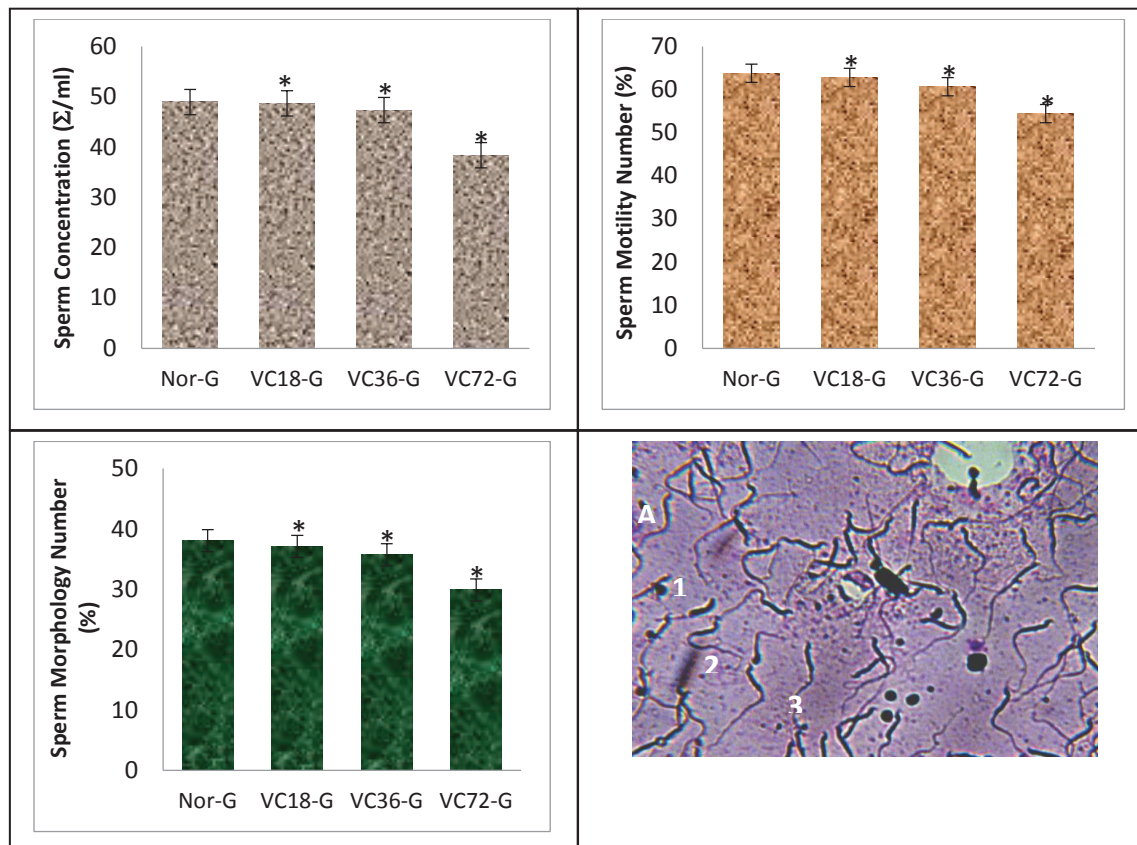 Sperm Concentration (Σ/ml)
60
50
40
30
20
10
0
* * *
Nor-G VC18-G VC36-G VC72-G
Sperm Motility Number (%)
70
60
50
40
30
20
10
0
* * *
Nor-G VC18-G VC36-G VC72-G
Sperm Morphology Number
(%)
50
40
30
20
10
0
* * *
Nor-G VC18-G VC36-G VC72-G
A
1
2
3